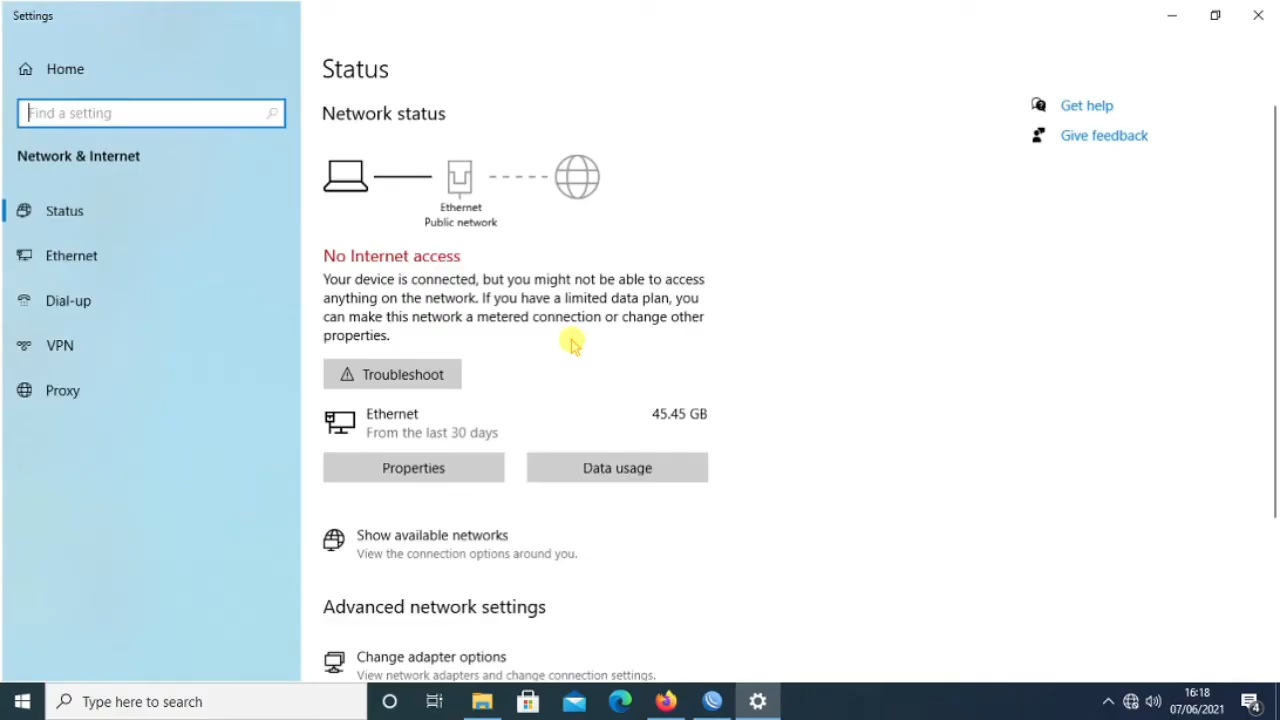 Settings
Home
Find a setting
Network & Internet
Status
Ethernet
Dial-up
VPN
Proxy
Status
Network status
Ethernet
Public network
No Internet access
Your device is connected, but you might not be able to access
anything on the network. If you have a limited data plan, you
can make this network a metered connection or change other
properties.
Troubleshoot
Ethernet
45.45 GB
From the last 30 days
Properties
Data usage
Show available networks
View the connection options around you.
Advanced network settings
Change adapter options
View network adapters and change connection settings.
Get help
Give feedback
Type here to search
16:18
07/06/2021
4